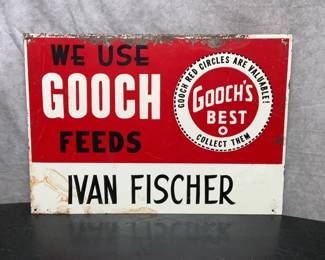 WE USE
GOOCH
FEEDS
GOOCH RED CIRCLES ARE VALUABLE!
GOOCH'S
BEST
COLLECT THEM
IVAN FISCHER